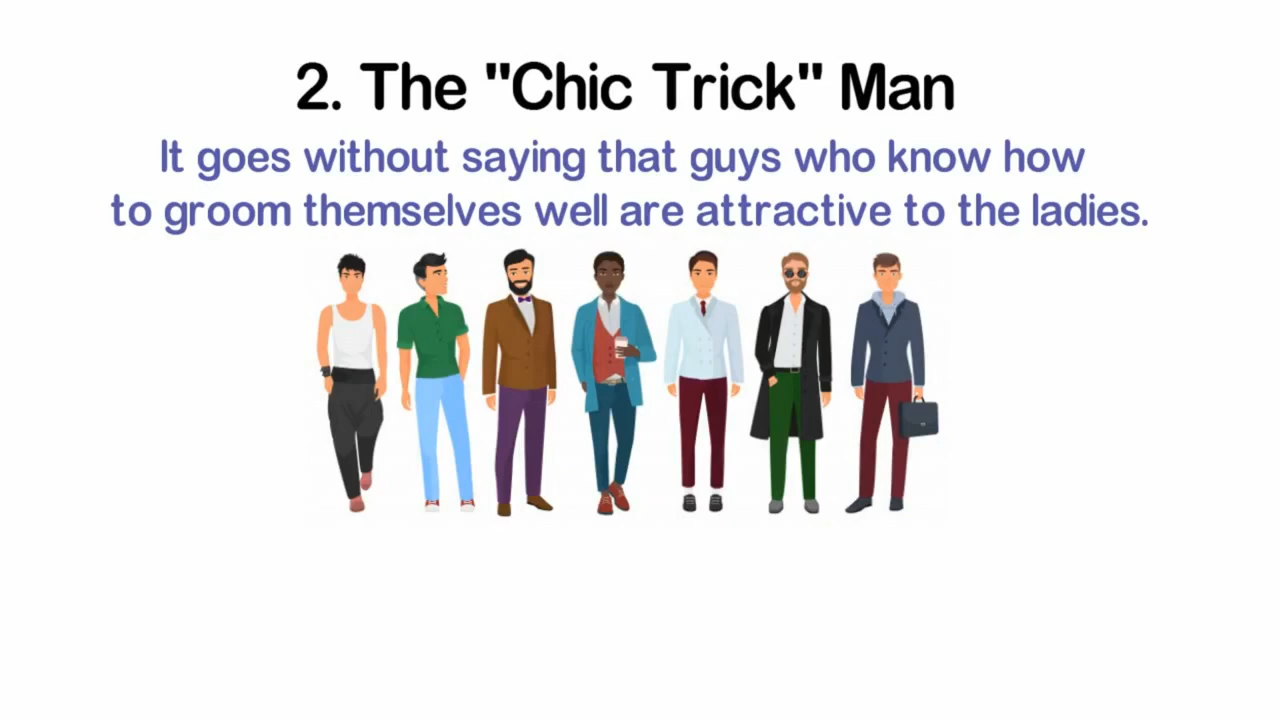 2. The "Chic Trick" Man
It goes without saying that guys who know how
to groom themselves well are attractive to the ladies.